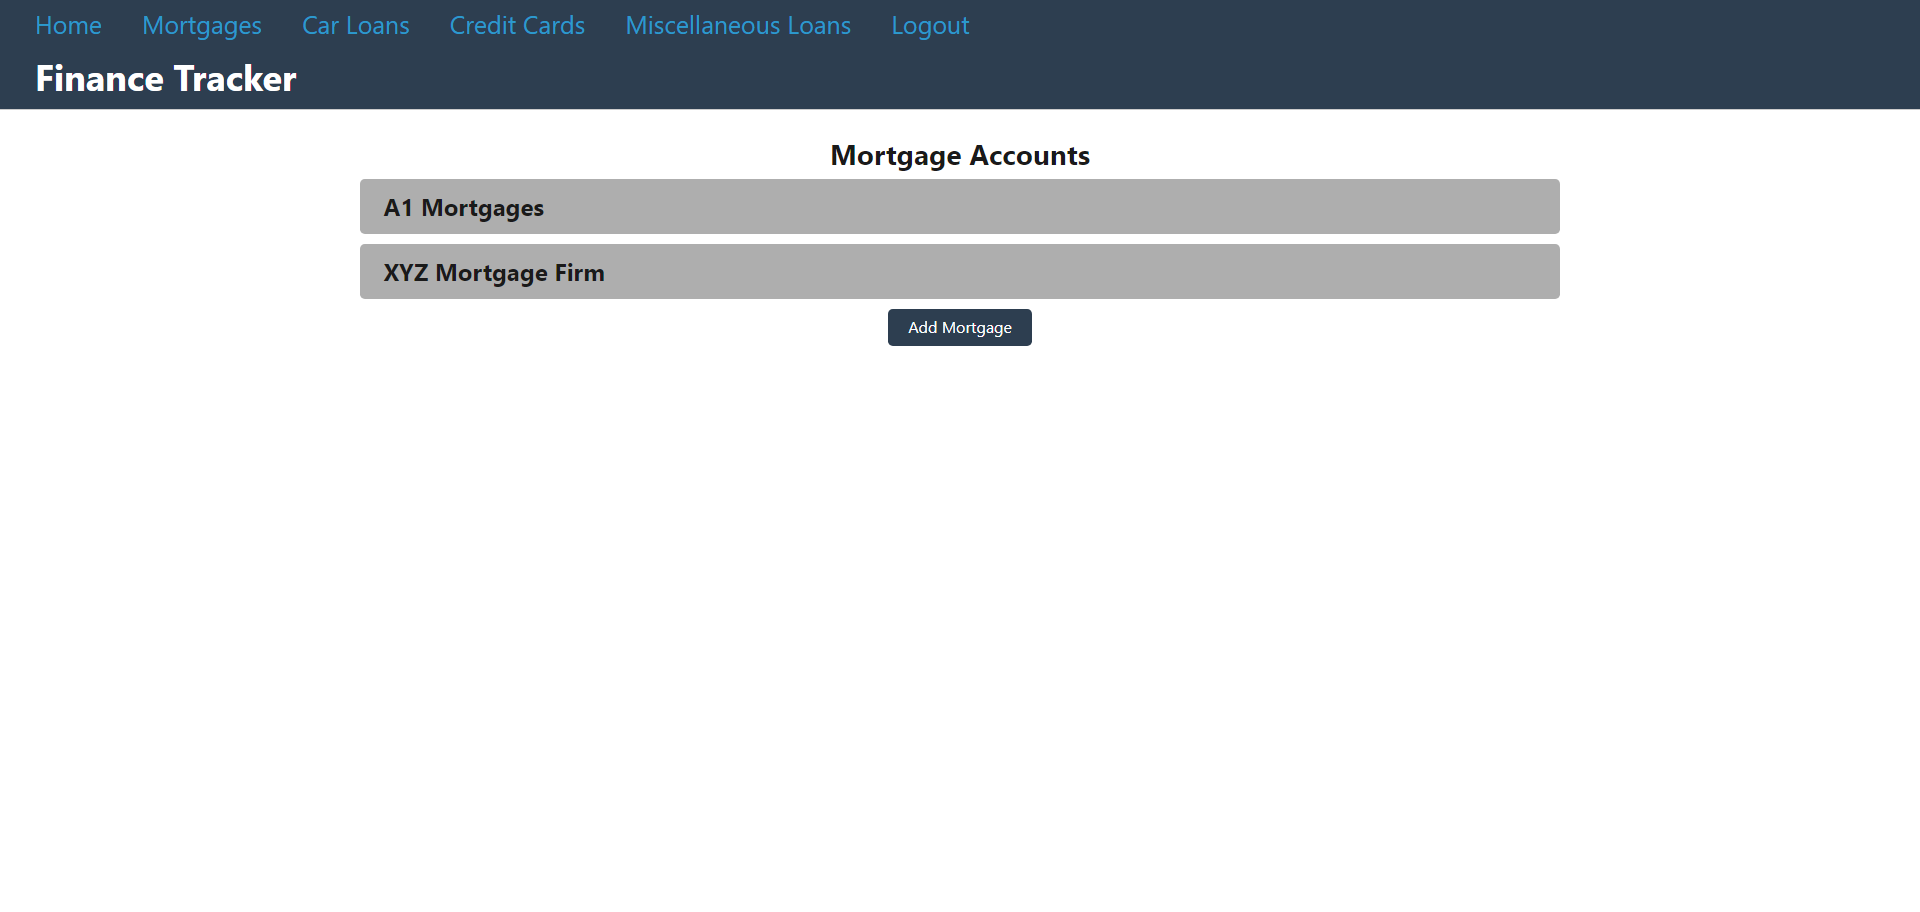 Home Mortgages Car Loans Credit Cards Miscellaneous Loans Logout
Finance Tracker
Mortgage Accounts
A1 Mortgages
XYZ Mortgage Firm
Add Mortgage